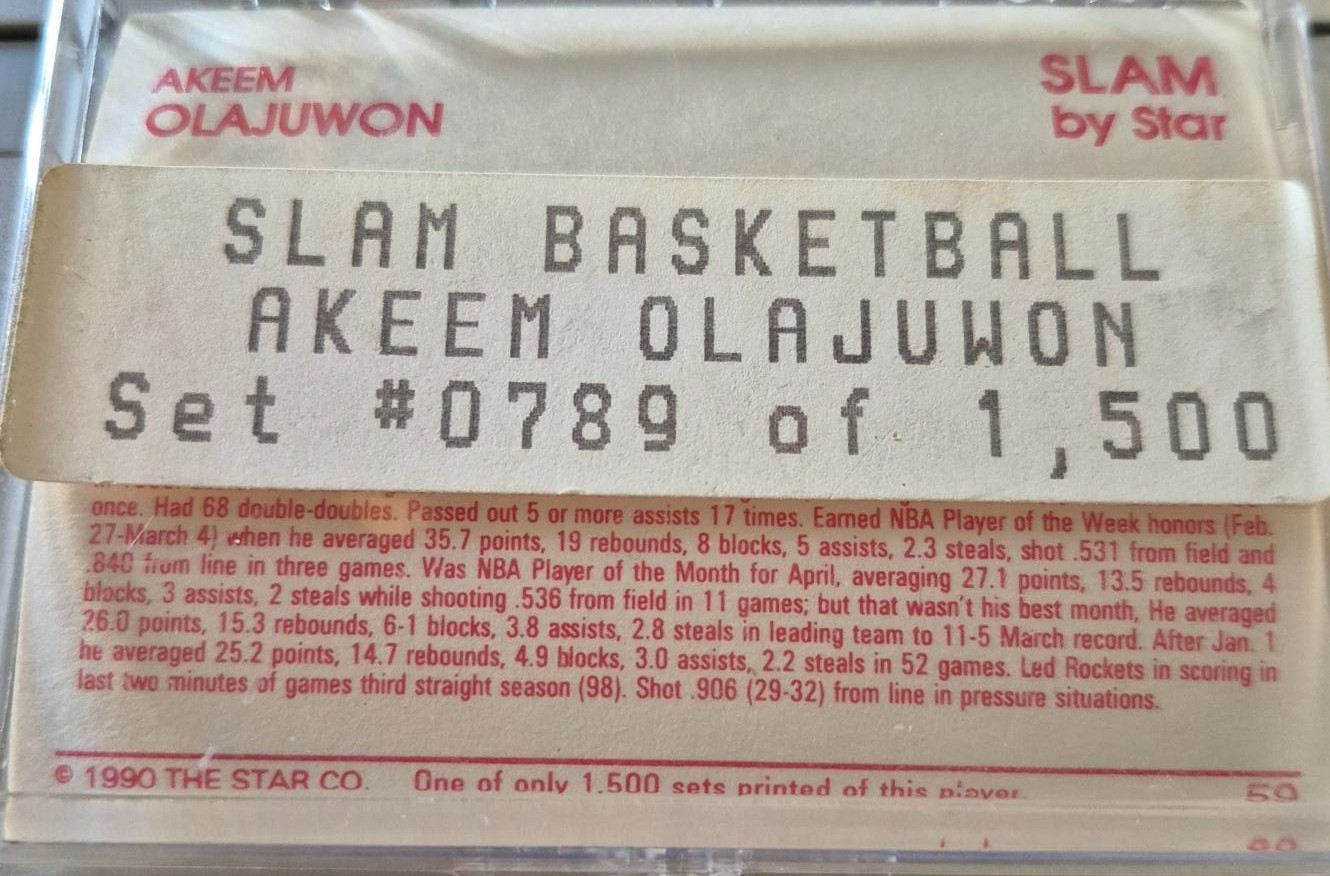 AKEEM
OLAJUWON
SLAM
by Star
SLAM BASKETBALL
AKEEM OLAJUWON
Set #0789 of 1,500
once. Had 68 double-doubles. Passed out 5 or more assists 17 times. Earned NBA Player of the Week honors (Feb.
27-March 4) when he averaged 35.7 points, 19 rebounds, 8 blocks, 5 assists, 2.3 steals, shot .531 from field and
.840 from line in three games. Was NBA Player of the Month for April, averaging 27.1 points, 13.5 rebounds, 4
blocks, 3 assists, 2 steals while shooting .536 from field in 11 games; but that wasn't his best month, He averaged
26.0 points, 15.3 rebounds, 6-1 blocks, 3.8 assists, 2.8 steals in leading team to 11-5 March record. After Jan. 1
he averaged 25.2 points, 14.7 rebounds, 4.9 blocks, 3.0 assists, 2.2 steals in 52 games. Led Rockets in scoring in
last two minutes of games third straight season (98). Shot .906 (29-32) from line in pressure situations.
© 1990 THE STAR CO. One of only 1,500 sets printed of this player.